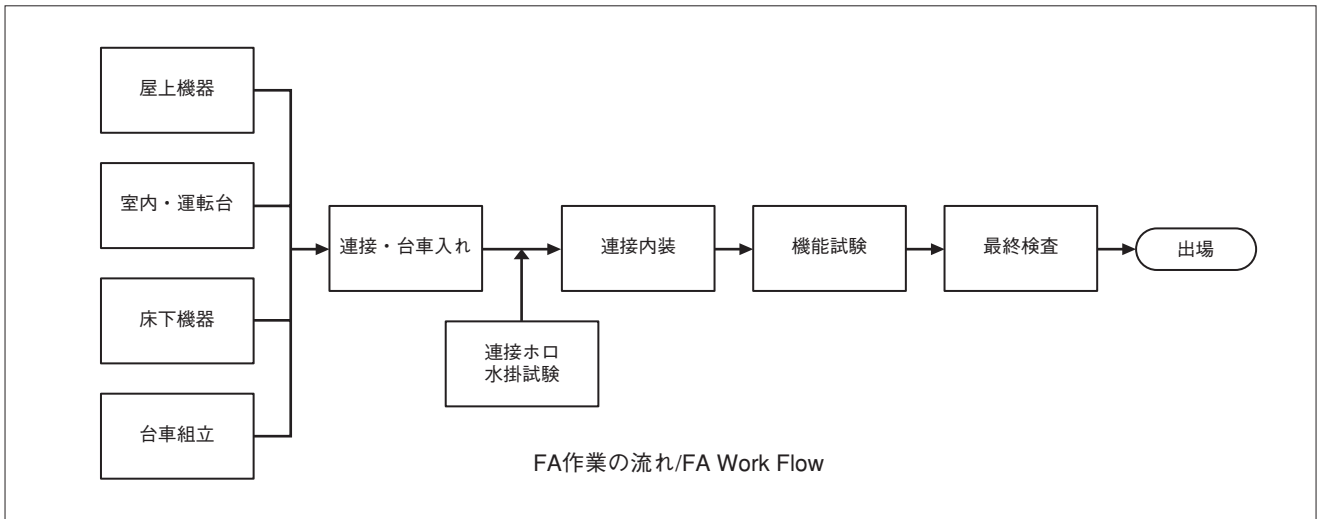 屋上機器
室内・運転台
床下機器
台車組立
連接・台車入れ
連接ホロ
水掛試験
連接内装
機能試験
最終検査
出場
FA作業の流れ/FA Work Flow